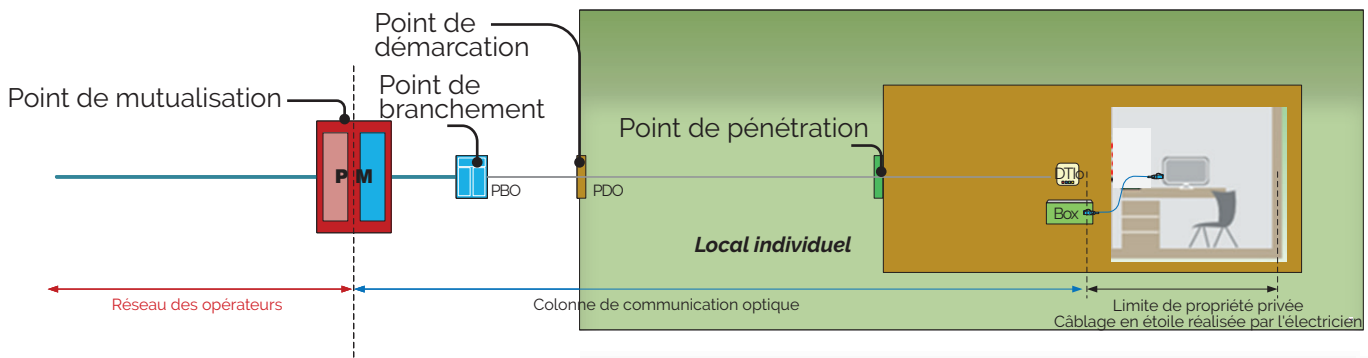 Point de
démarcation
Point de mutualisation
Point de
branchement
Point de pénétration
PM
PBO
PDO
DTIo
Box
Local individuel
Réseau des opérateurs
Colonne de communication optique
Limite de propriété privée
Câblage en étoile réalisée par l'électricien